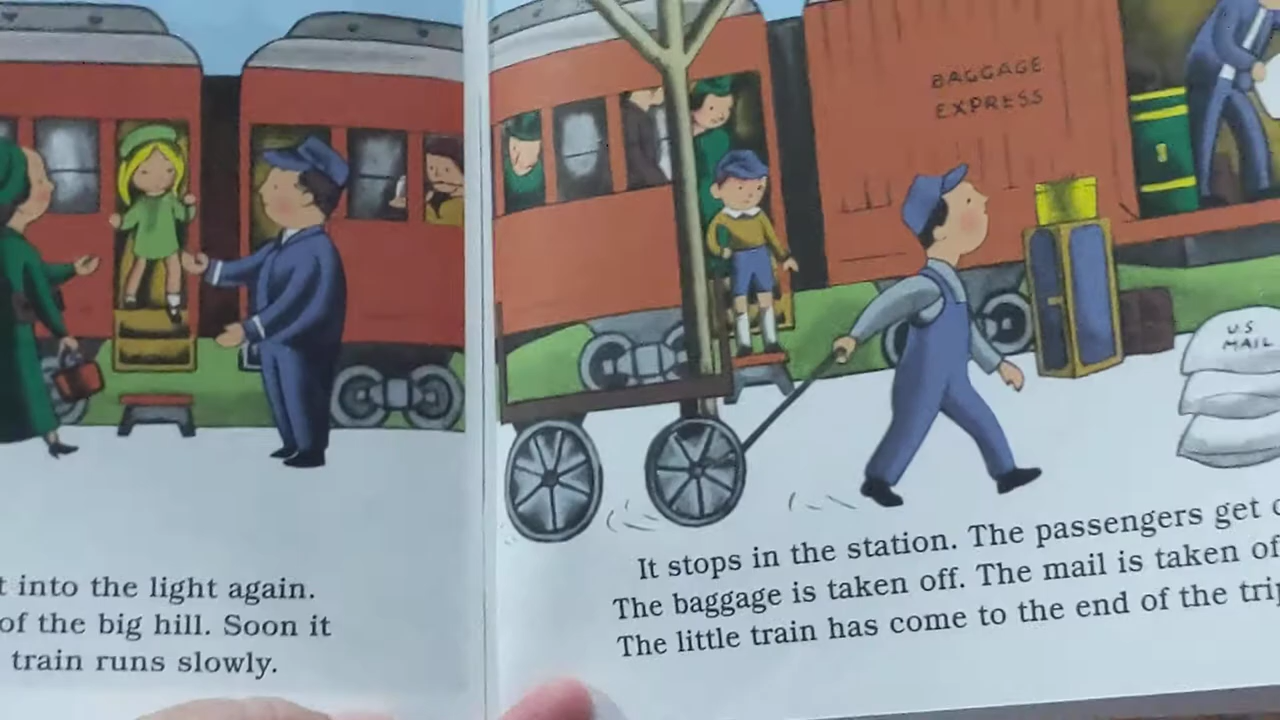 BAGGAGE
EXPRESS
U.S.
MAIL
into the light again.
of the big hill. Soon it
train runs slowly.
It stops in the station. The passengers get
The baggage is taken off. The mail is taken
The little train has come to the end of the